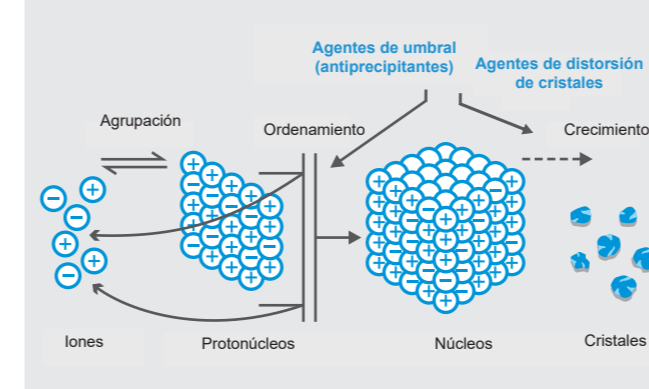 Agentes de umbral
(antiprecipitantes)
Agentes de distorsión
de cristales
Agrupación
Ordenamiento
Crecimiento
Iones
Protonúcleos
Núcleos
Cristales